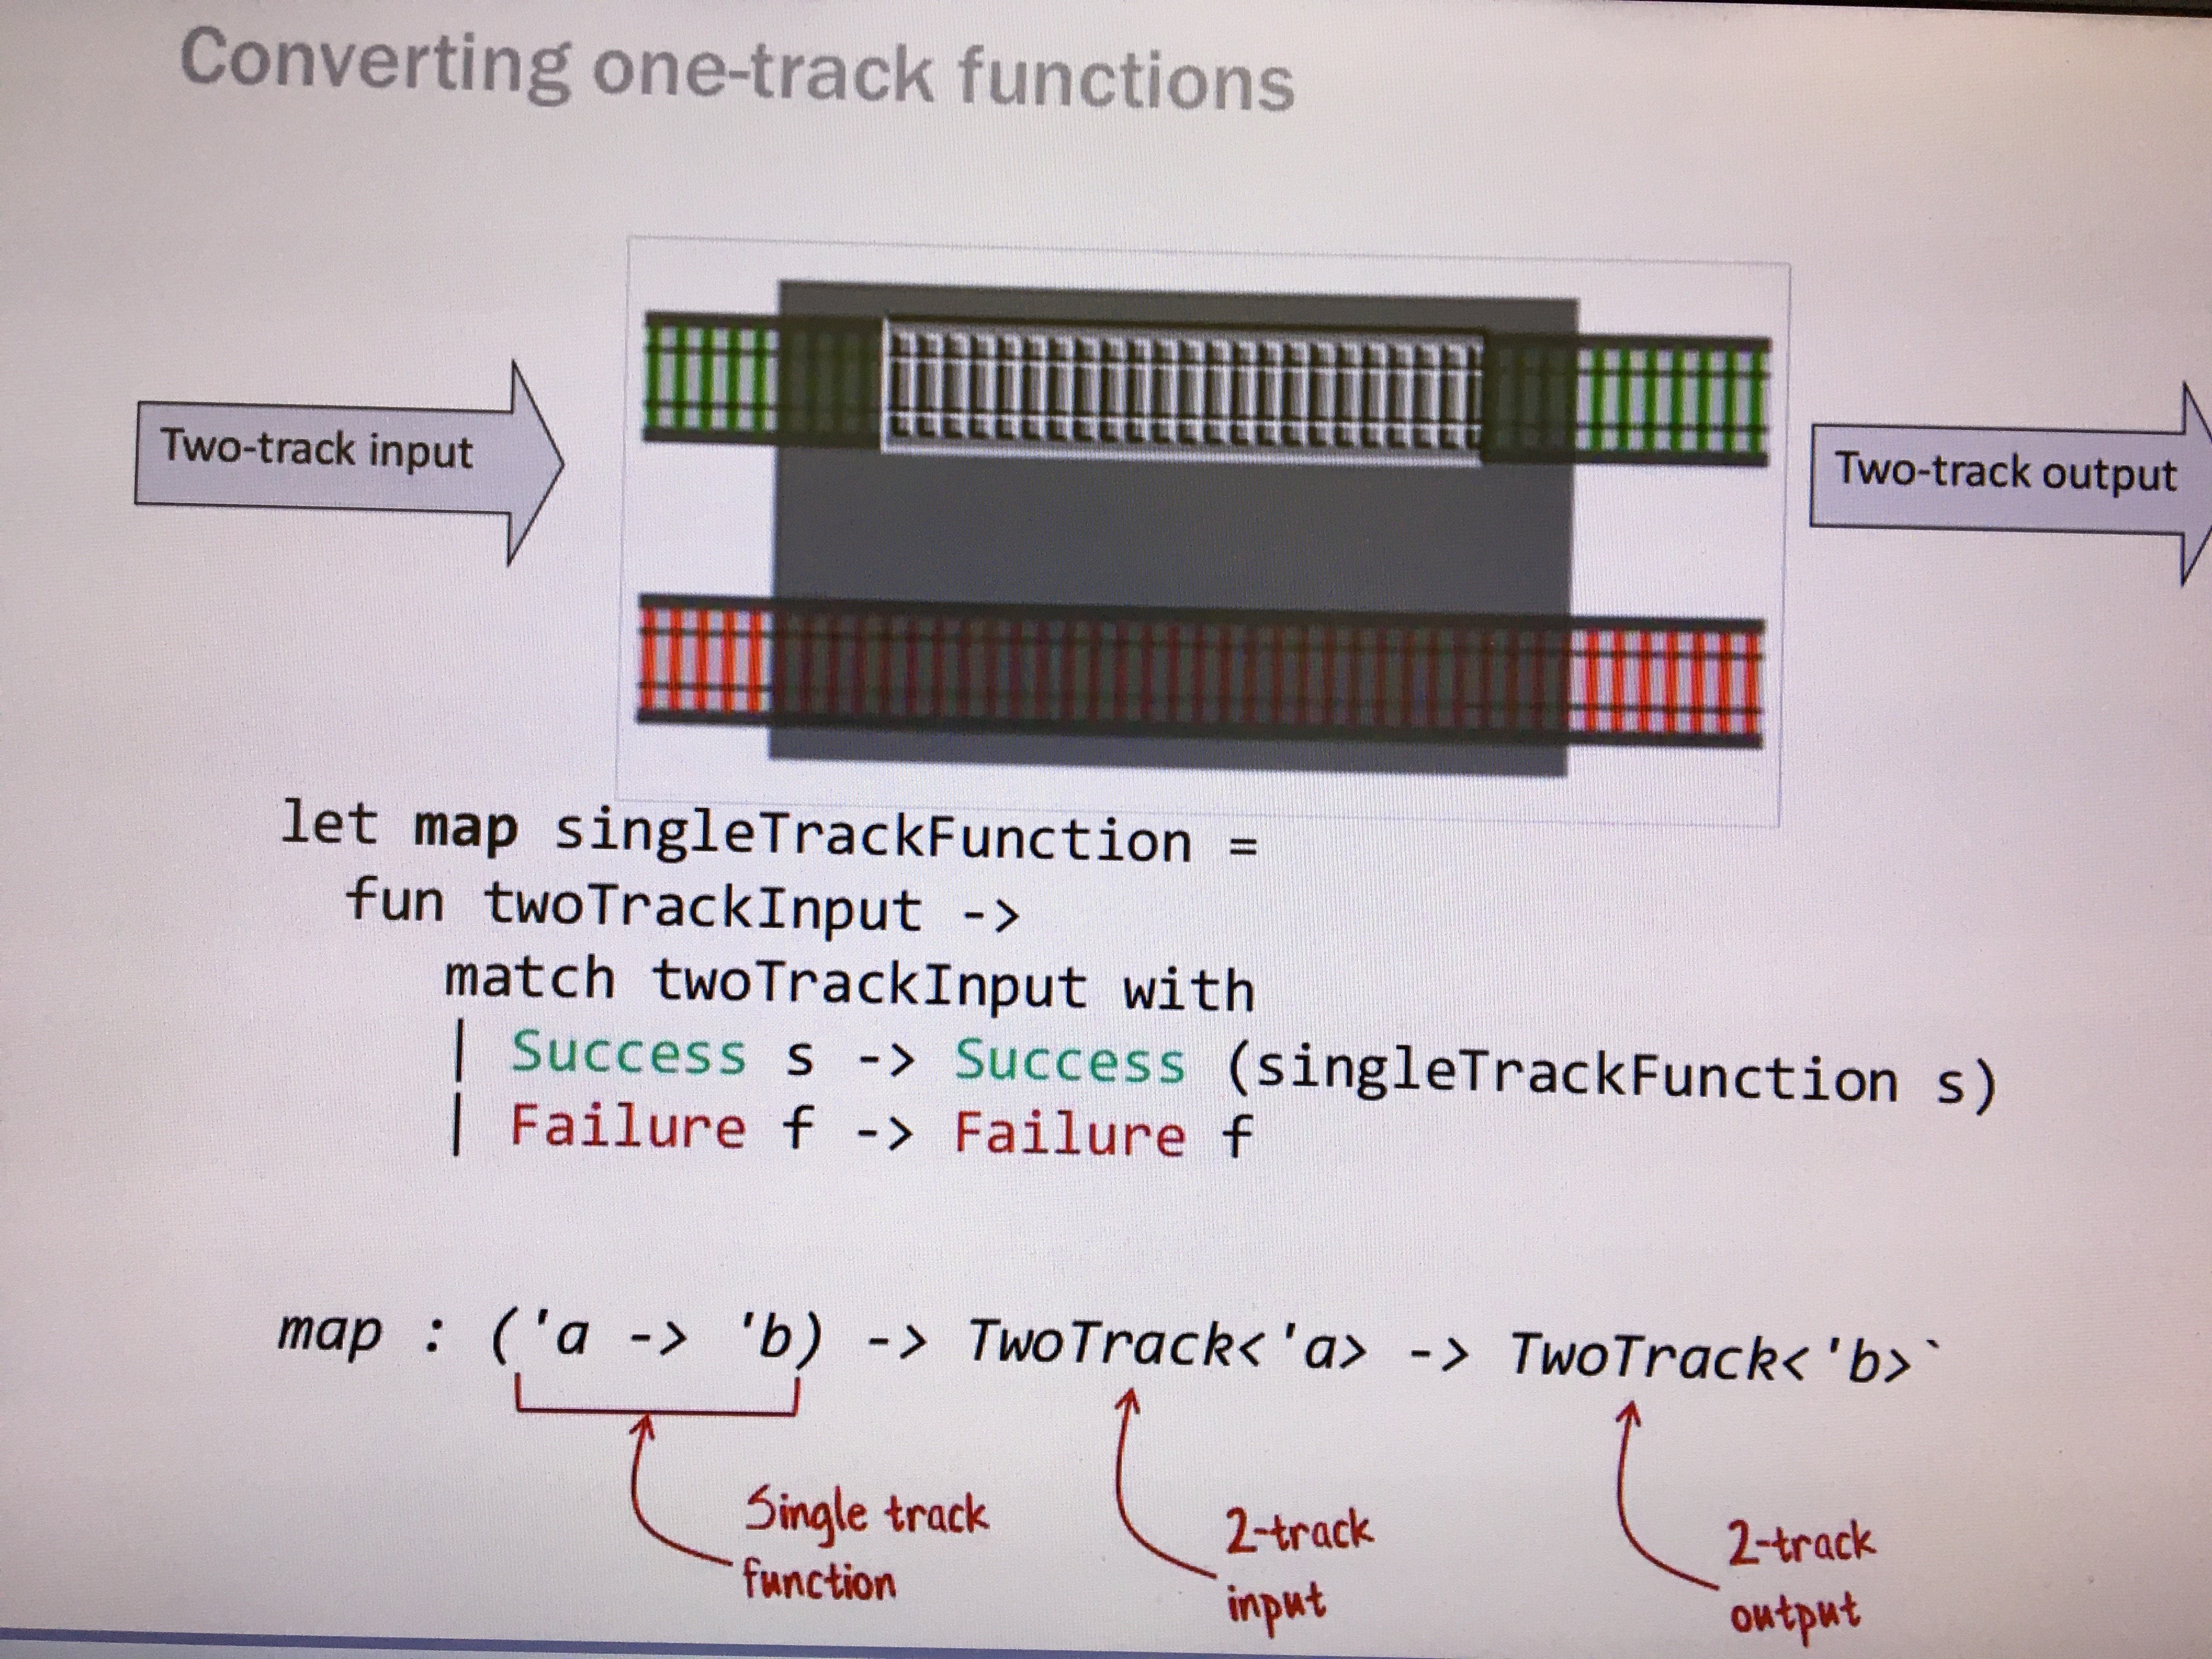 Converting one-track functions
Two-track input
Two-track output
let map singleTrackFunction =
fun twoTrackInput ->
match twoTrackInput with
| Success s -> Success (singleTrackFunction s)
| Failure f -> Failure f
map : ('a -> 'b) -> TwoTrack<'a> -> TwoTrack<'b>`
Single track
function
2-track
input
2-track
output